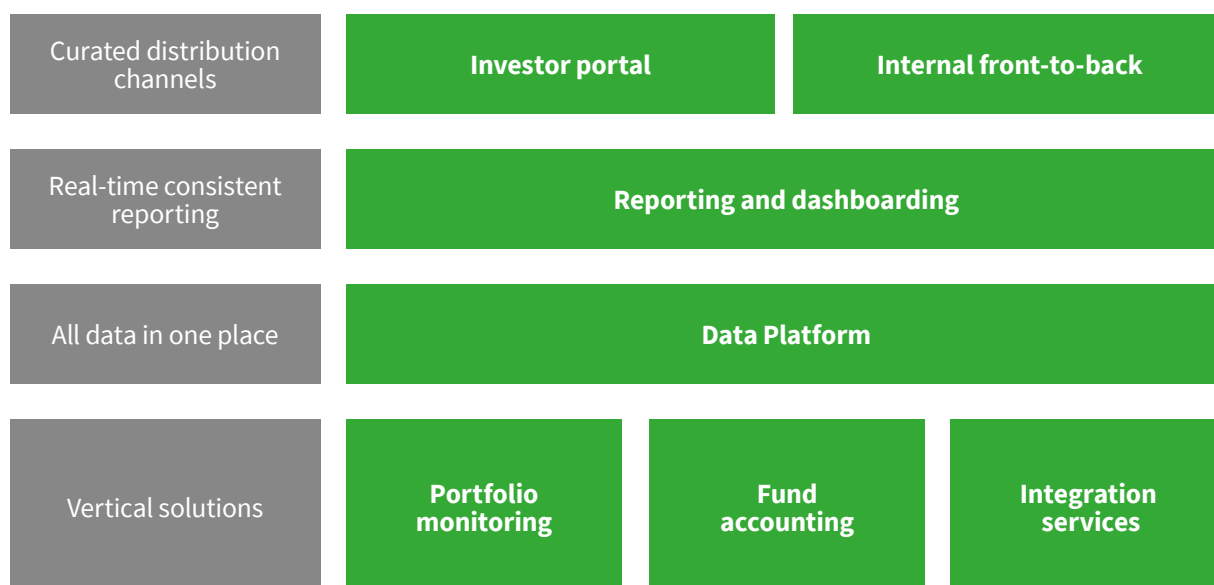 Curated distribution
channels
Investor portal
Internal front-to-back
Real-time consistent
reporting
Reporting and dashboarding
All data in one place
Data Platform
Vertical solutions
Portfolio
monitoring
Fund
accounting
Integration
services